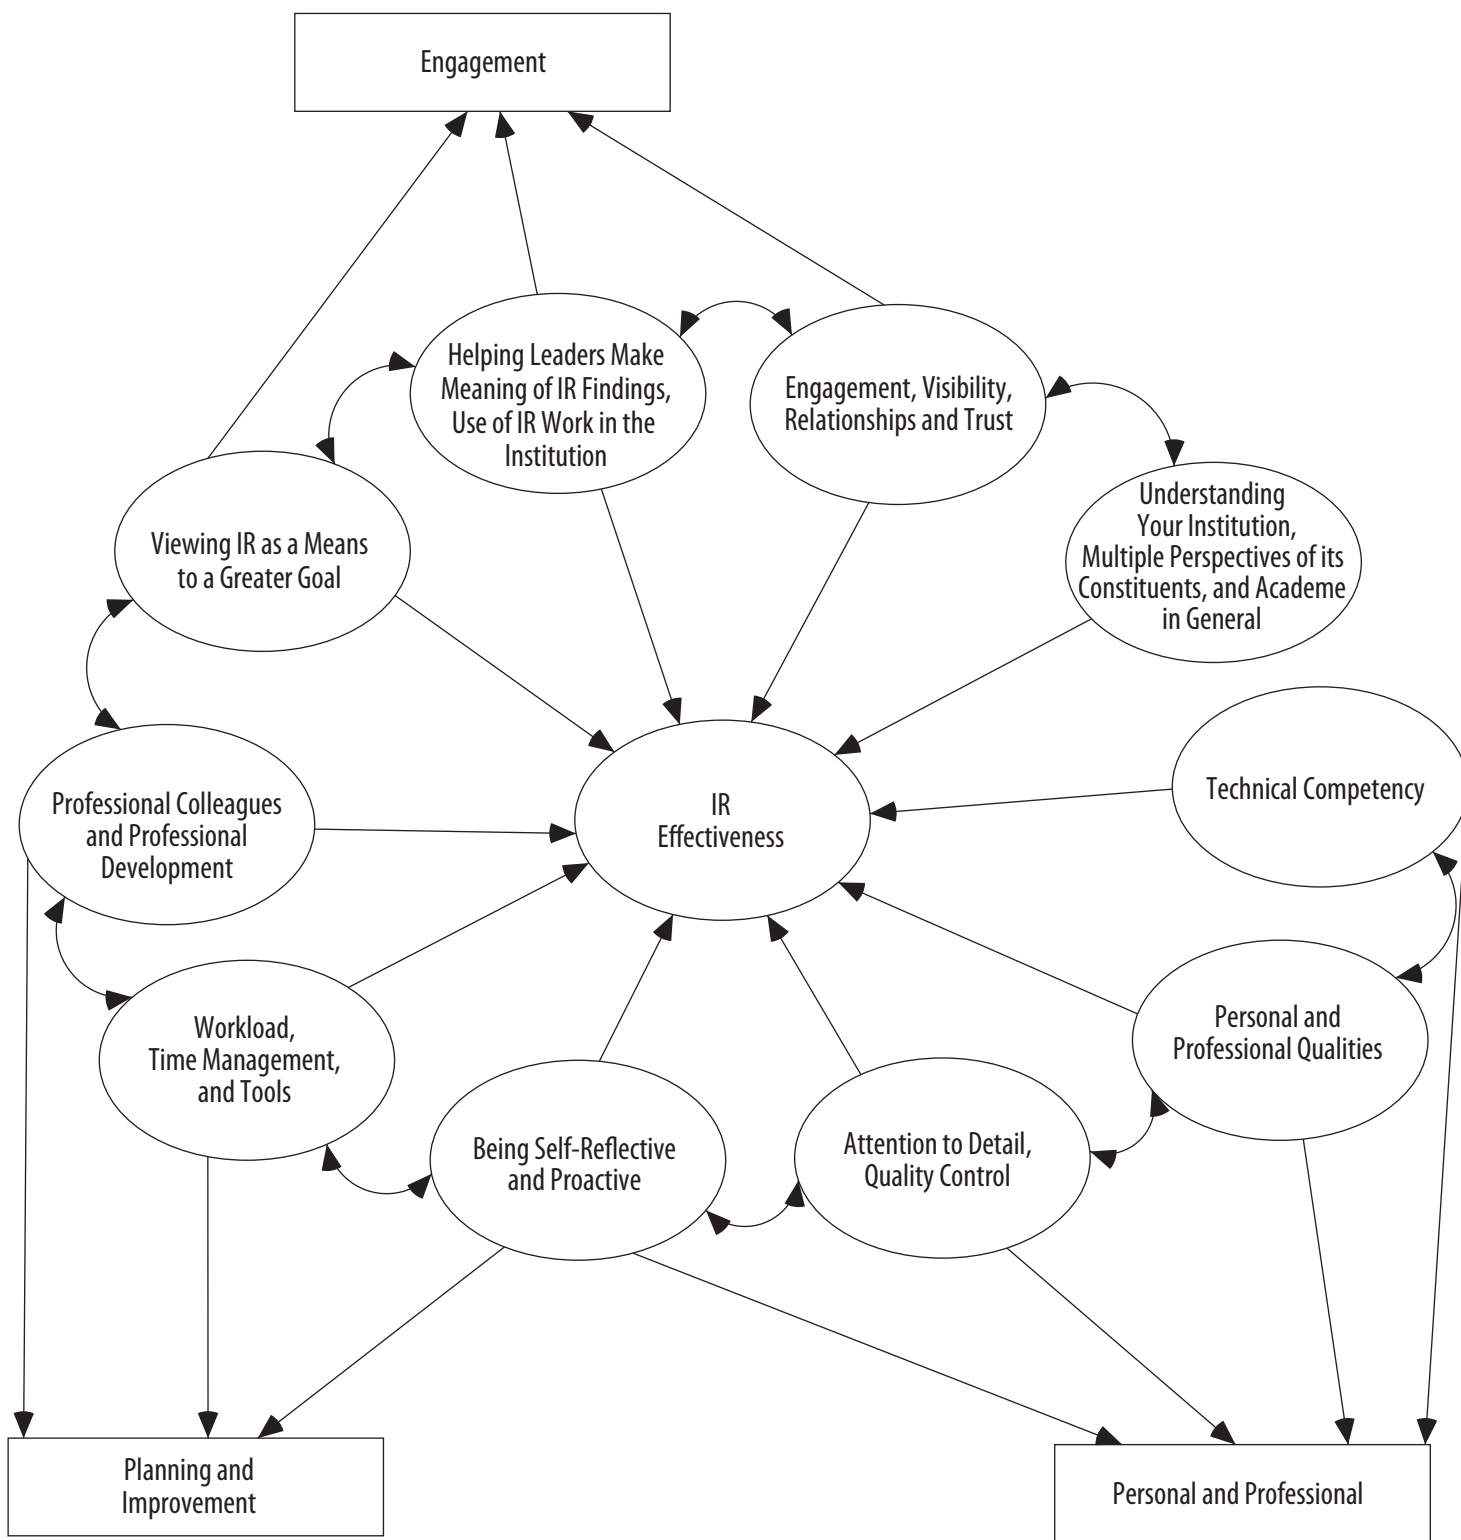 Engagement
Helping Leaders Make
Meaning of IR Findings,
Use of IR Work in the
Institution
Engagement, Visibility,
Relationships and Trust
Understanding
Your Institution,
Multiple Perspectives of its
Constituents, and Academe
in General
Viewing IR as a Means
to a Greater Goal
Professional Colleagues
and Professional
Development
IR
Effectiveness
Technical Competency
Workload,
Time Management,
and Tools
Being Self-Reflective
and Proactive
Attention to Detail,
Quality Control
Personal and
Professional Qualities
Planning and
Improvement
Personal and Professional